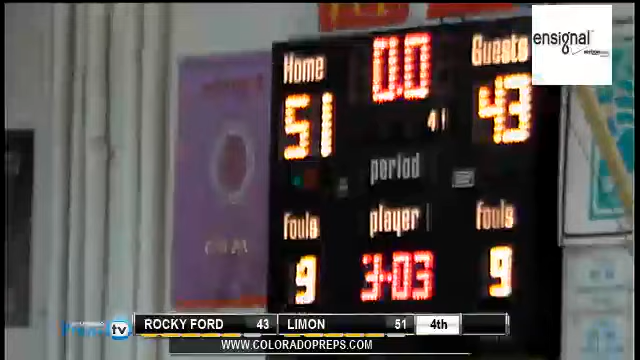 ensignal
Home
0.0
Guests
51
43
period
fouls
player
fouls
9
3-03
9
tv
ROCKY FORD 43 LIMON 51 4th
WWW.COLORADOPREPS.COM